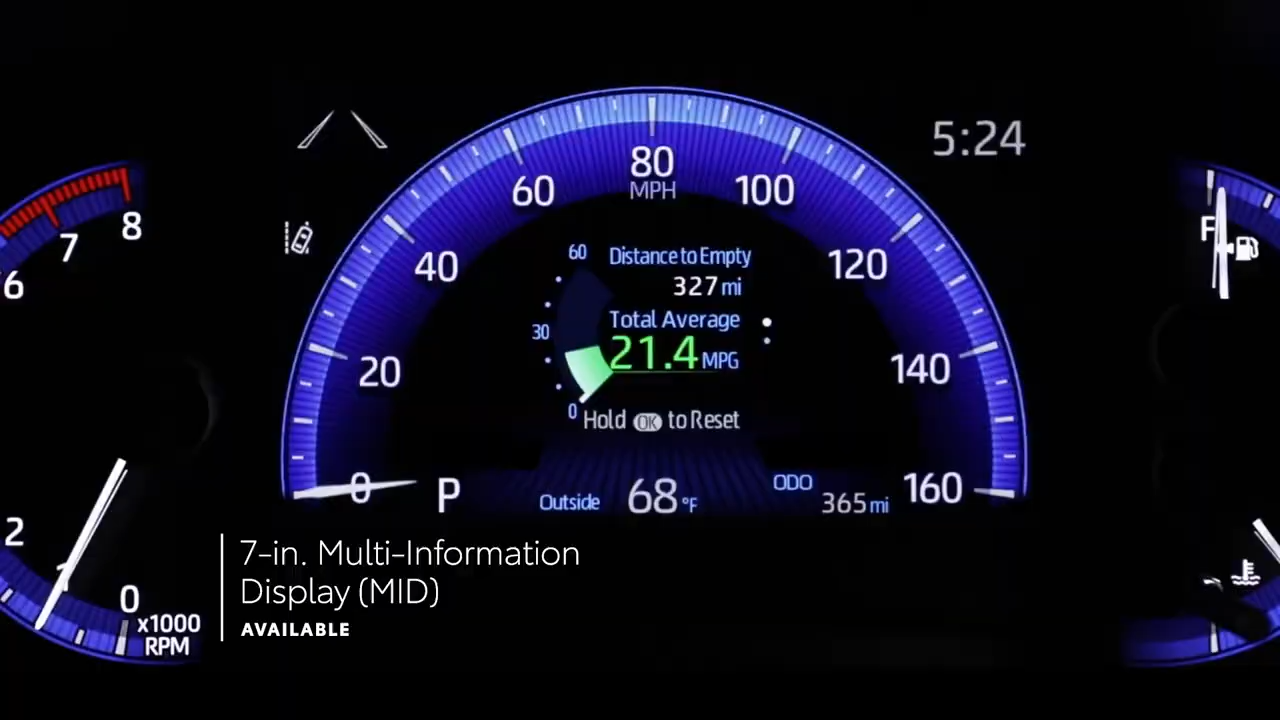 5:24
80
MPH
60
100
40
120
20
140
0
160
8
7
6
2
1
0
x1000
RPM
60
30
0
Distance to Empty
327 mi
Total Average
21.4 MPG
Hold OK to Reset
P
Outside 68 °F
ODO
365 mi
F
7-in. Multi-Information
Display (MID)
AVAILABLE